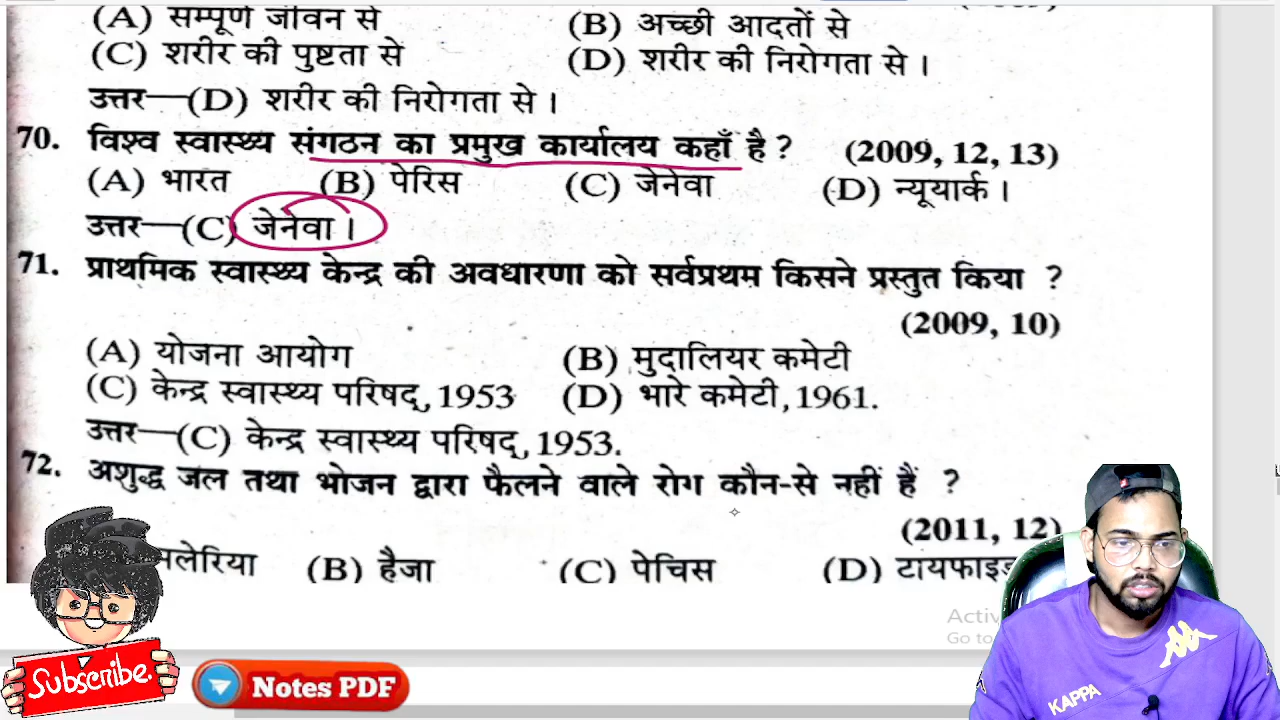 (A) सम्पूर्ण जीवन से (B) अच्छी आदतों से
(C) शरीर की पुष्टता से (D) शरीर की निरोगता से ।
उत्तर—(D) शरीर की निरोगता से ।
70. विश्व स्वास्थ्य संगठन का प्रमुख कार्यालय कहाँ है ? (2009, 12, 13)
(A) भारत (B) पेरिस (C) जेनेवा (D) न्यूयार्क ।
उत्तर—(C) जेनेवा ।
71. प्राथमिक स्वास्थ्य केन्द्र की अवधारणा को सर्वप्रथम किसने प्रस्तुत किया ?
(2009, 10)
(A) योजना आयोग (B) मुदालियर कमेटी
(C) केन्द्र स्वास्थ्य परिषद्, 1953 (D) भारे कमेटी, 1961.
उत्तर—(C) केन्द्र स्वास्थ्य परिषद्, 1953.
72. अशुद्ध जल तथा भोजन द्वारा फैलने वाले रोग कौन-से नहीं हैं ?
(2011, 12)
(B) हैजा (C) पेचिस (D)
Go to
Subscribe.
Notes PDF
KAPPA